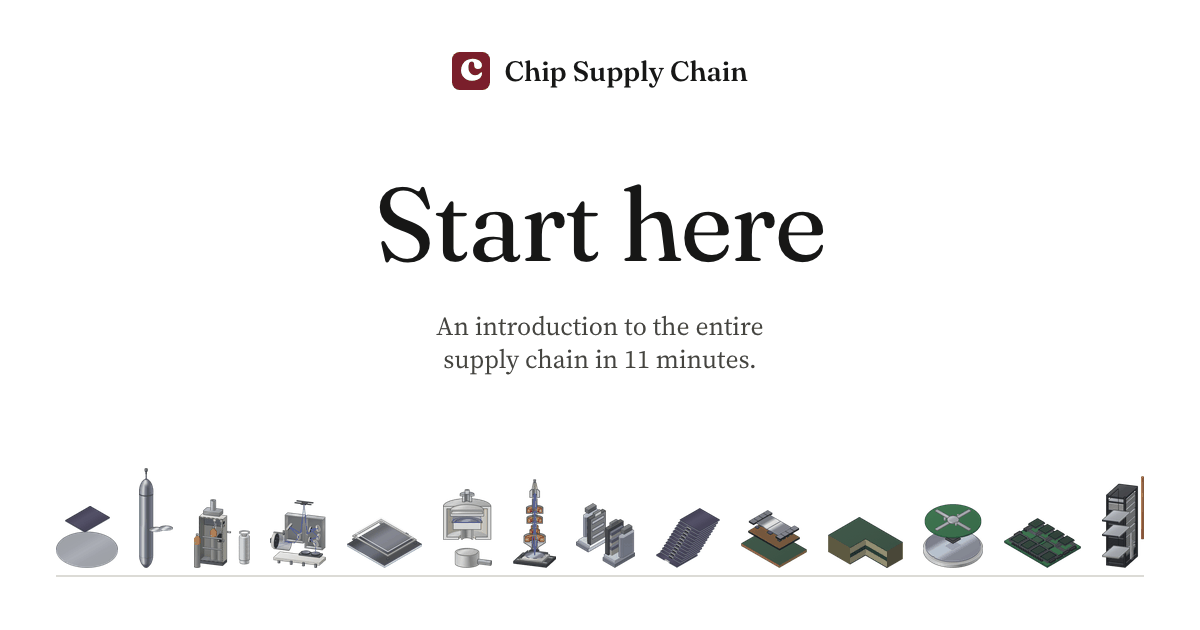 C Chip Supply Chain
Start here
An introduction to the entire
supply chain in 11 minutes.